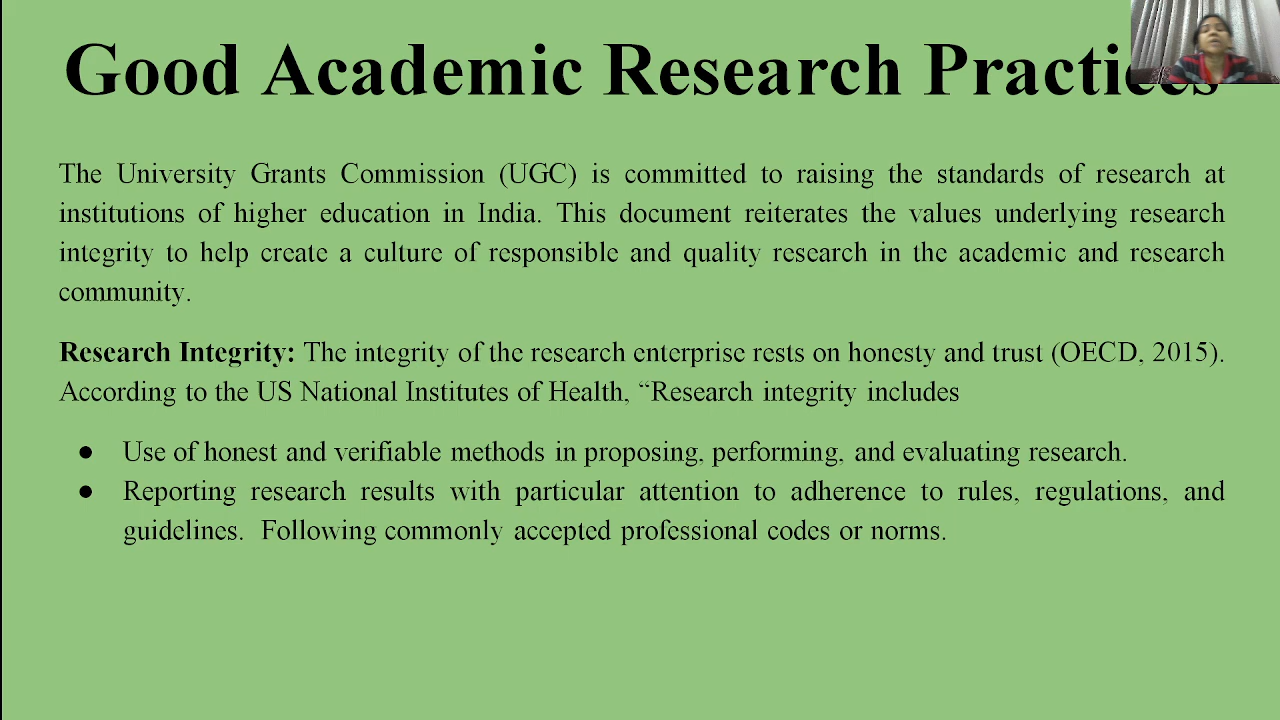 Good Academic Research Practices
The University Grants Commission (UGC) is committed to raising the standards of research at
institutions of higher education in India. This document reiterates the values underlying research
integrity to help create a culture of responsible and quality research in the academic and research
community.
Research Integrity: The integrity of the research enterprise rests on honesty and trust (OECD, 2015).
According to the US National Institutes of Health, “Research integrity includes
● Use of honest and verifiable methods in proposing, performing, and evaluating research.
● Reporting research results with particular attention to adherence to rules, regulations, and
guidelines. Following commonly accepted professional codes or norms.